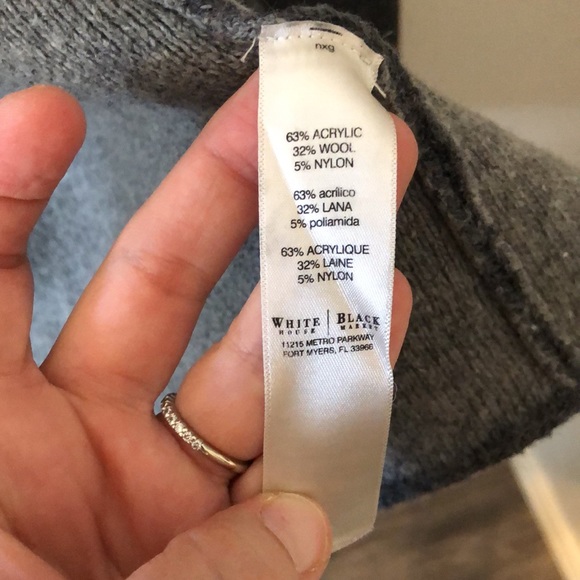 nxg
63% ACRYLIC
32% WOOL
5% NYLON
63% acrílico
32% LANA
5% poliamida
63% ACRYLIQUE
32% LAINE
5% NYLON
WHITE | BLACK
HOUSE | MARKET
11215 METRO PARKWAY
FORT MYERS, FL 33966